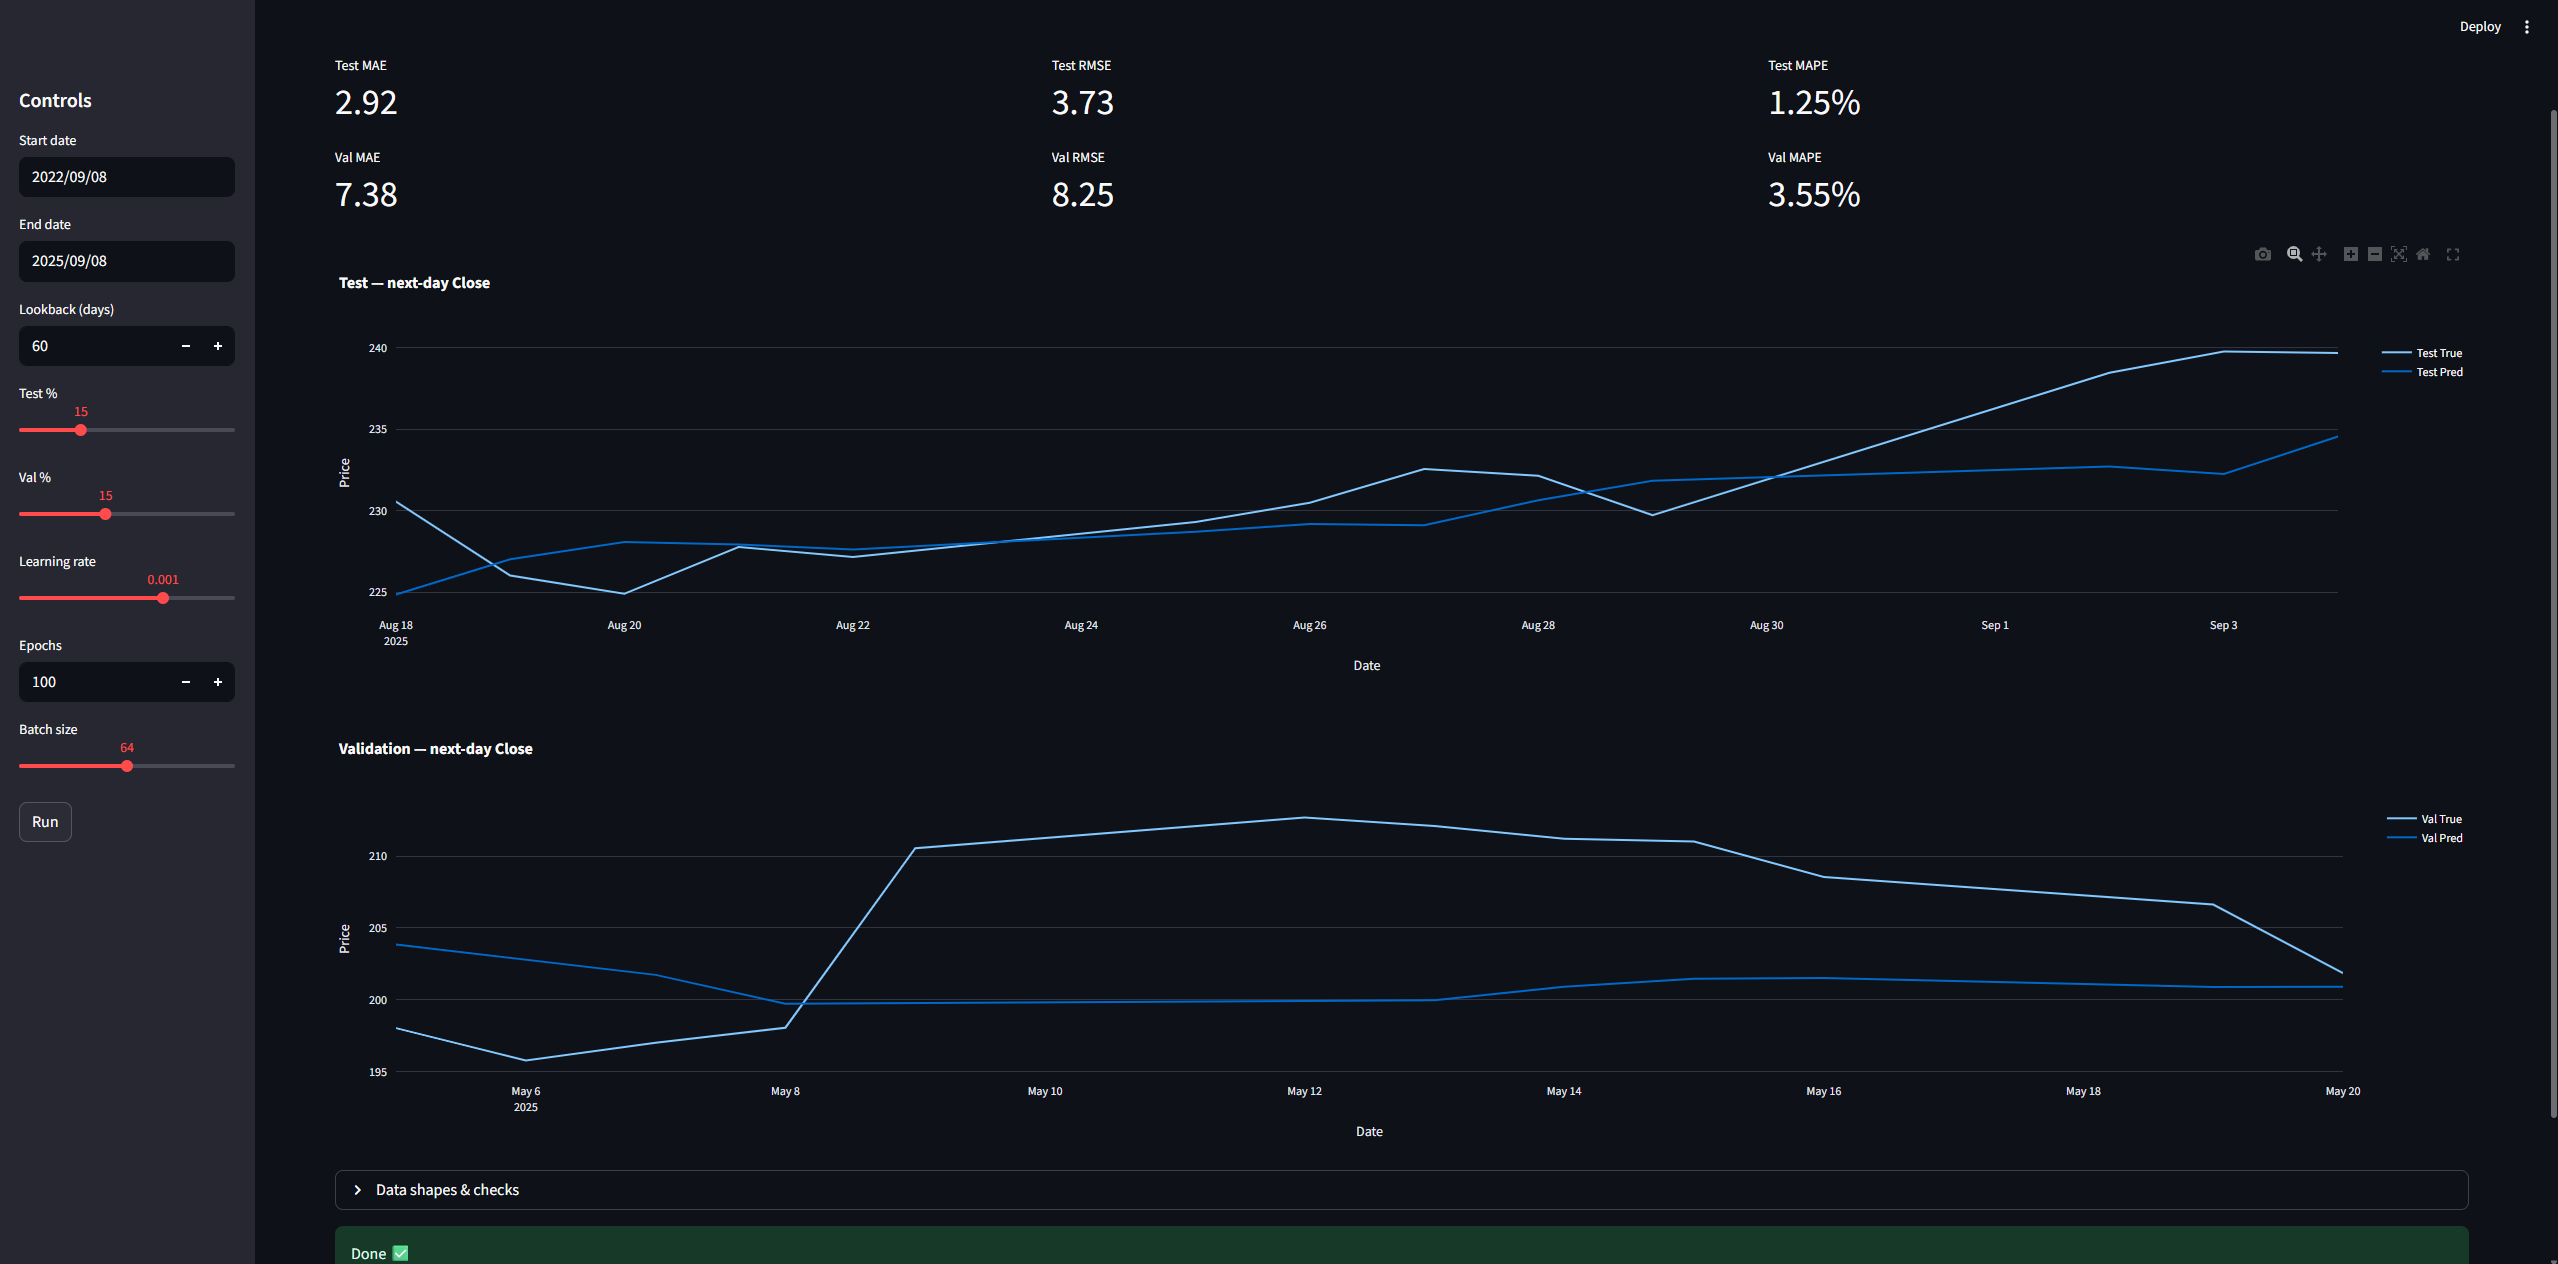 Deploy
Controls
Start date
2022/09/08
End date
2025/09/08
Lookback (days)
60
Test %
15
Val %
15
Learning rate
0.001
Epochs
100
Batch size
64
Run
Test MAE
2.92
Test RMSE
3.73
Test MAPE
1.25%
Val MAE
7.38
Val RMSE
8.25
Val MAPE
3.55%
Test — next-day Close
240
235
230
225
Price
Aug 18
2025
Aug 20
Aug 22
Aug 24
Aug 26
Aug 28
Aug 30
Sep 1
Sep 3
Date
Test True
Test Pred
Validation — next-day Close
210
205
200
195
Price
May 6
2025
May 8
May 10
May 12
May 14
May 16
May 18
May 20
Date
Val True
Val Pred
Data shapes & checks
Done ✅